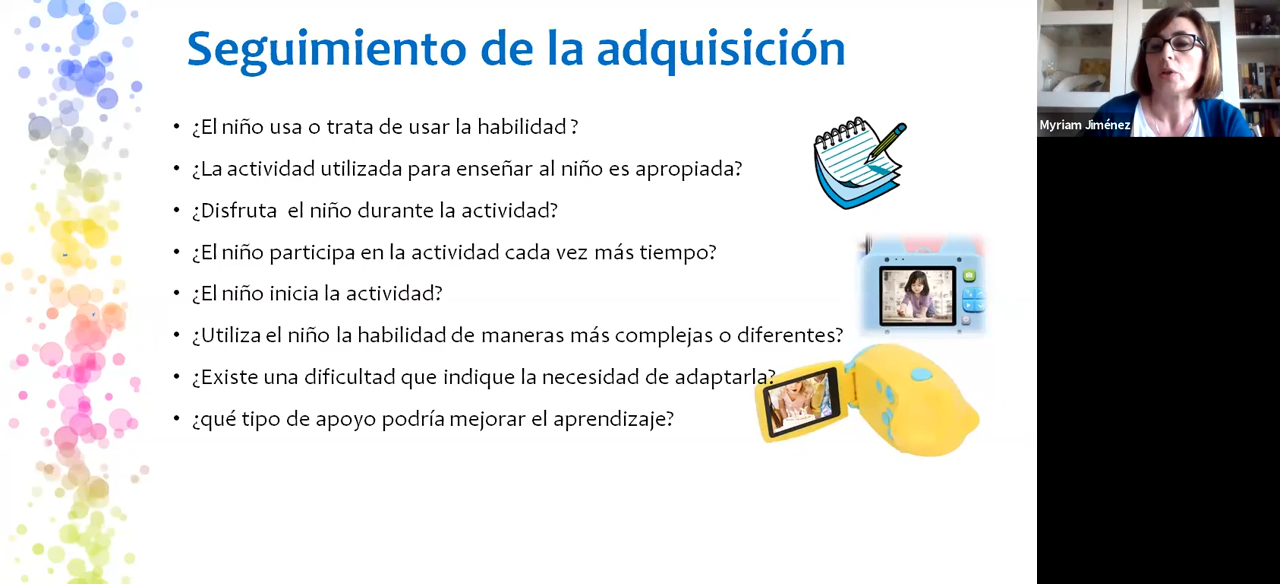 Seguimiento de la adquisición
• ¿El niño usa o trata de usar la habilidad?
• ¿La actividad utilizada para enseñar al niño es apropiada?
• ¿Disfruta el niño durante la actividad?
• ¿El niño participa en la actividad cada vez más tiempo?
• ¿El niño inicia la actividad?
• ¿Utiliza el niño la habilidad de maneras más complejas o diferentes?
• ¿Existe una dificultad que indique la necesidad de adaptarla?
• ¿qué tipo de apoyo podría mejorar el aprendizaje?
Myriam Jiménez